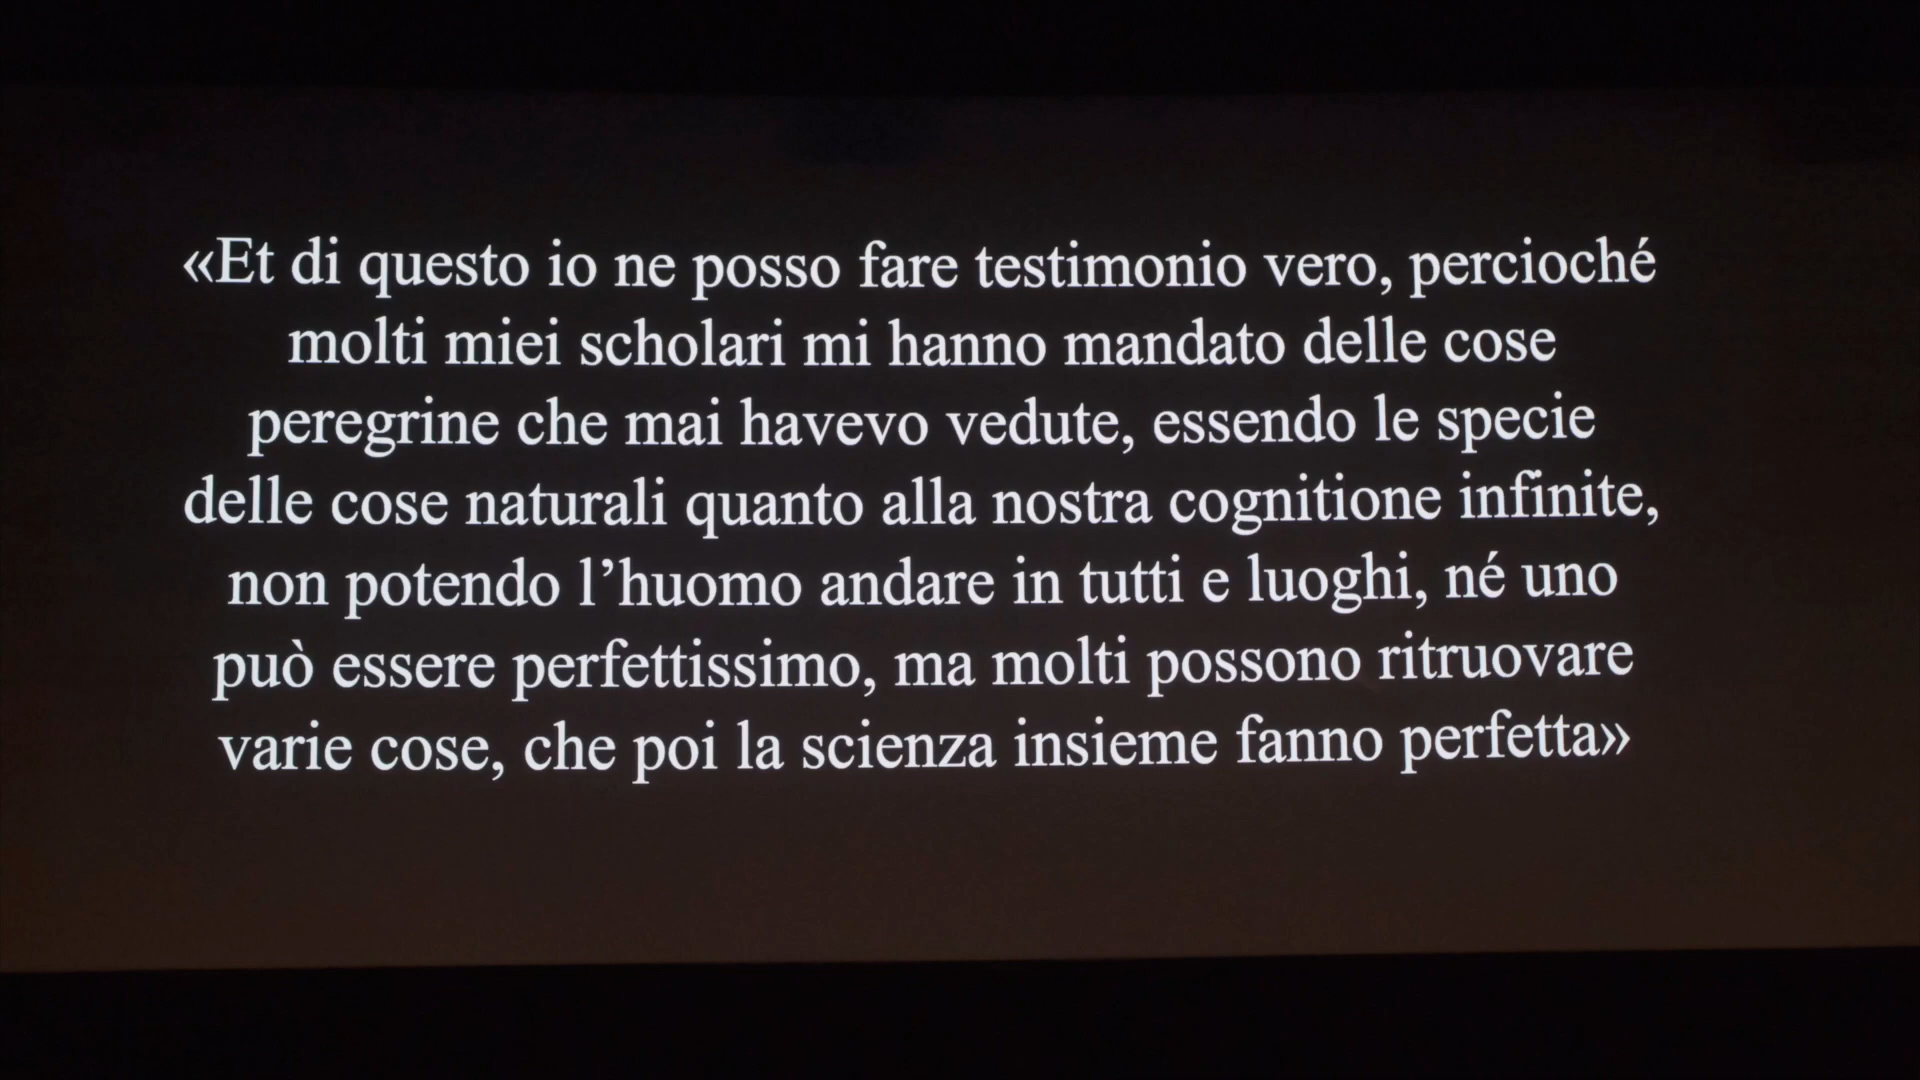 «Et di questo io ne posso fare testimonio vero, percioché
molti miei scholari mi hanno mandato delle cose
peregrine che mai havevo vedute, essendo le specie
delle cose naturali quanto alla nostra cognitione infinite,
non potendo l’huomo andare in tutti e luoghi, né uno
può essere perfettissimo, ma molti possono ritruovare
varie cose, che poi la scienza insieme fanno perfetta»